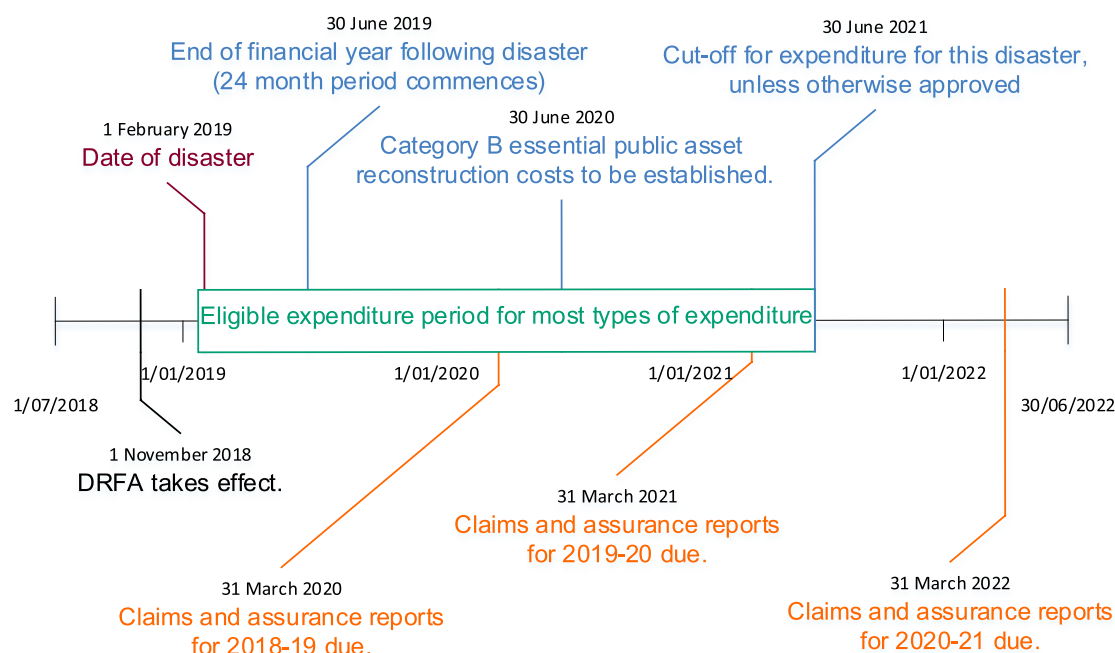 30 June 2019
End of financial year following disaster
(24 month period commences)
30 June 2021
Cut-off for expenditure for this disaster,
unless otherwise approved
1 February 2019
Date of disaster
30 June 2020
Category B essential public asset
reconstruction costs to be established.
Eligible expenditure period for most types of expenditure
1/01/2019
1/01/2020
1/01/2021
1/01/2022
1/07/2018
30/06/2022
1 November 2018
DRFA takes effect.
31 March 2021
Claims and assurance reports
for 2019-20 due.
31 March 2020
Claims and assurance reports
for 2018-19 due.
31 March 2022
Claims and assurance reports
for 2020-21 due.